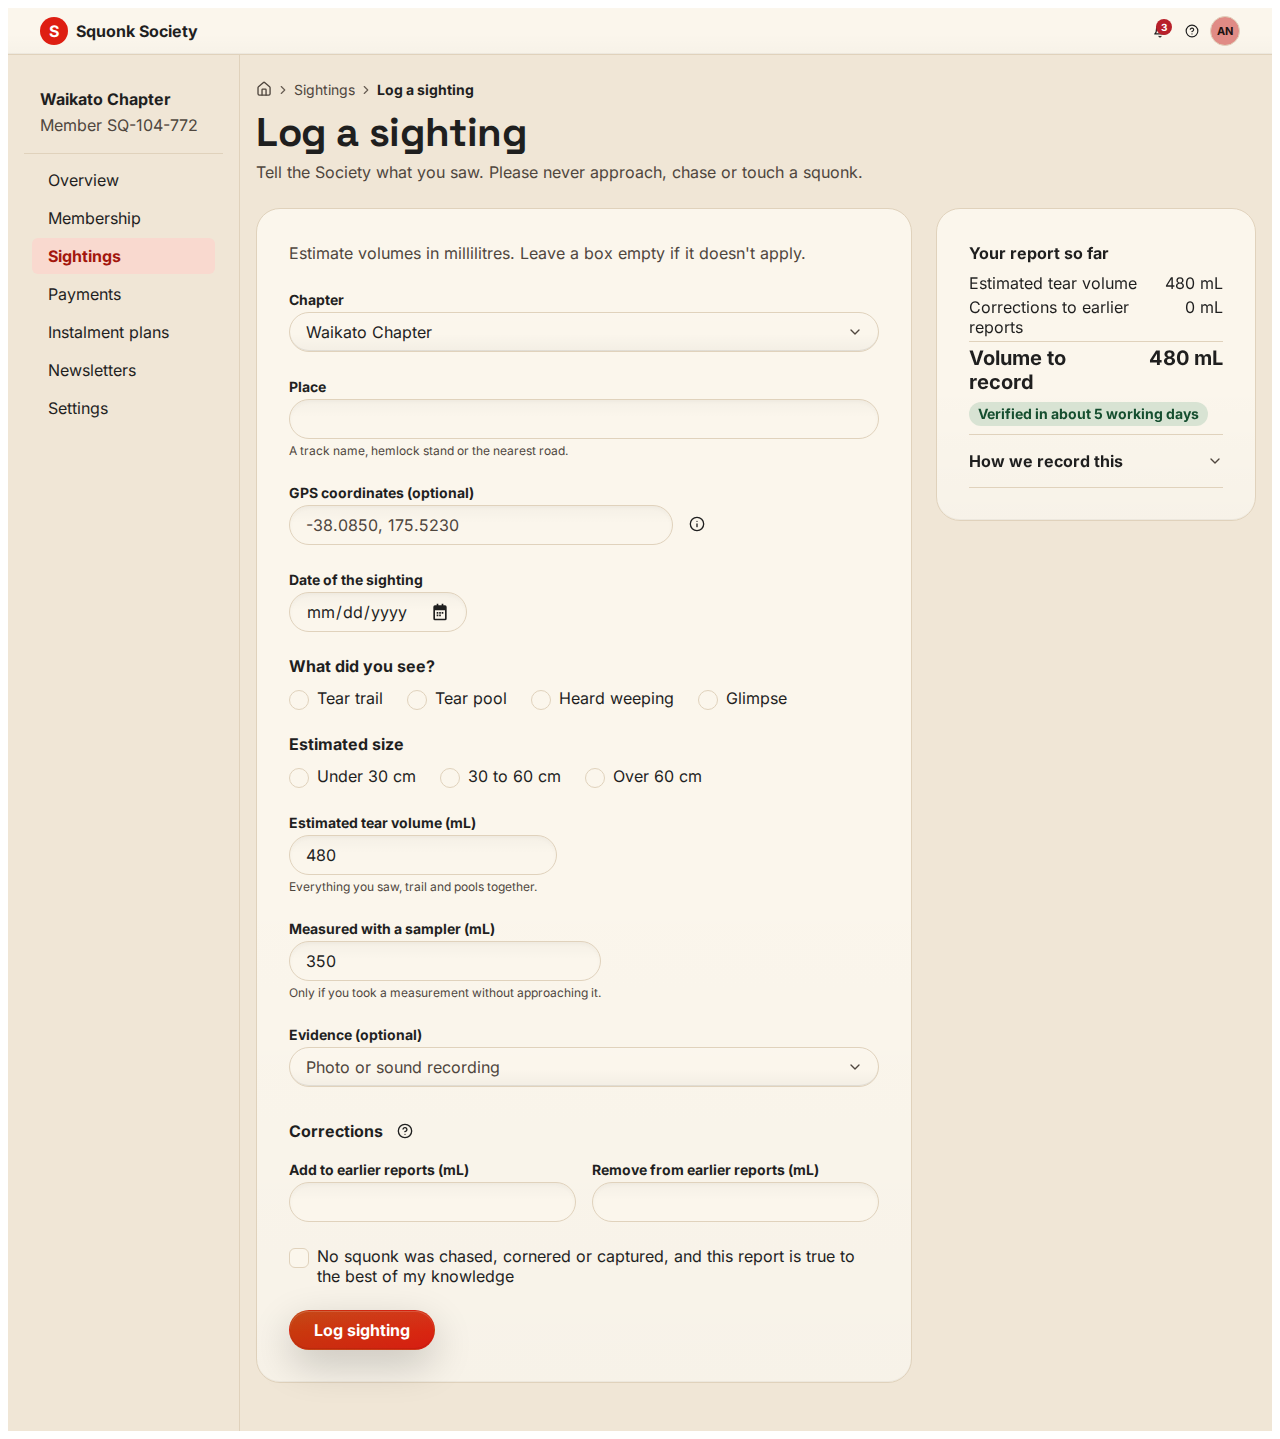 S Squonk Society
3
AN
Waikato Chapter
Member SQ-104-772
Overview
Membership
Sightings
Payments
Instalment plans
Newsletters
Settings
Sightings
Log a sighting
Log a sighting
Tell the Society what you saw. Please never approach, chase or touch a squonk.
Estimate volumes in millilitres. Leave a box empty if it doesn't apply.
Chapter
Waikato Chapter
Place
A track name, hemlock stand or the nearest road.
GPS coordinates (optional)
-38.0850, 175.5230
Date of the sighting
mm/dd/yyyy
What did you see?
Tear trail
Tear pool
Heard weeping
Glimpse
Estimated size
Under 30 cm
30 to 60 cm
Over 60 cm
Estimated tear volume (mL)
480
Everything you saw, trail and pools together.
Measured with a sampler (mL)
350
Only if you took a measurement without approaching it.
Evidence (optional)
Photo or sound recording
Corrections
Add to earlier reports (mL)
Remove from earlier reports (mL)
No squonk was chased, cornered or captured, and this report is true to
the best of my knowledge
Log sighting
Your report so far
Estimated tear volume 480 mL
Corrections to earlier 0 mL
reports
Volume to 480 mL
record
Verified in about 5 working days
How we record this